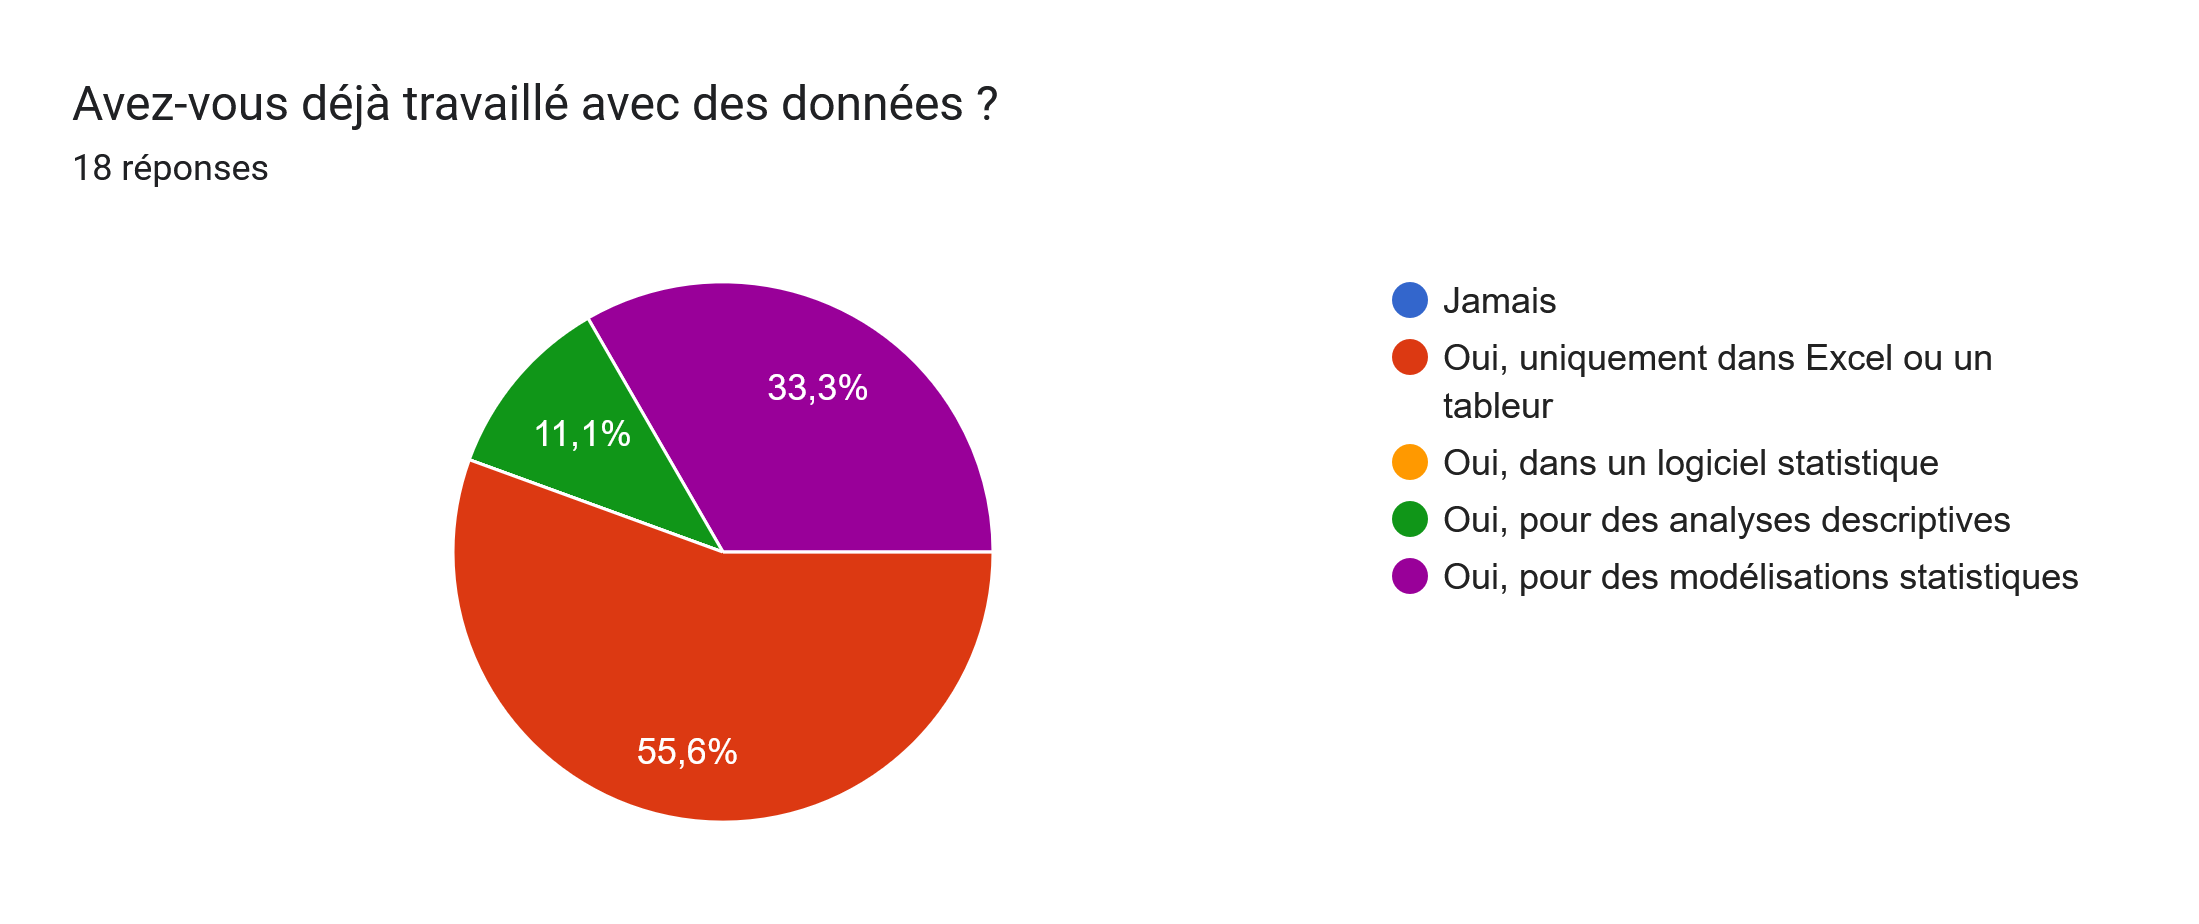 Avez-vous déjà travaillé avec des données ?
18 réponses
33,3%
11,1%
55,6%
Jamais
Oui, uniquement dans Excel ou un
tableur
Oui, dans un logiciel statistique
Oui, pour des analyses descriptives
Oui, pour des modélisations statistiques